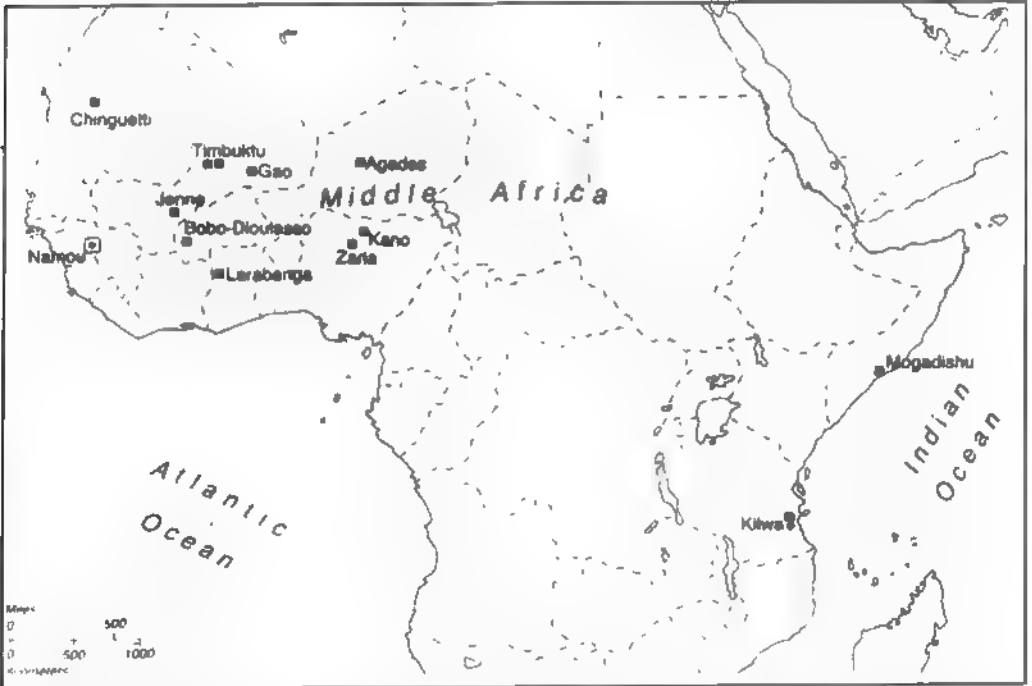 Chinguetti
Timbuktu
Gao
Agades
Middle Africa
Jenne
Bobo-Dioulasso
Kano
Namou
Zaria
Larabanga
Mogadishu
Indian
Ocean
Atlantic
Ocean
Kilwa
Miles
0 500
0 500 1000